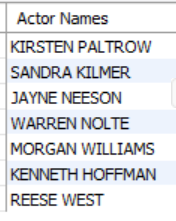 Actor Names
KIRSTEN PALTROW
SANDRA KILMER
JAYNE NEESON
WARREN NOLTE
MORGAN WILLIAMS
KENNETH HOFFMAN
REESE WEST